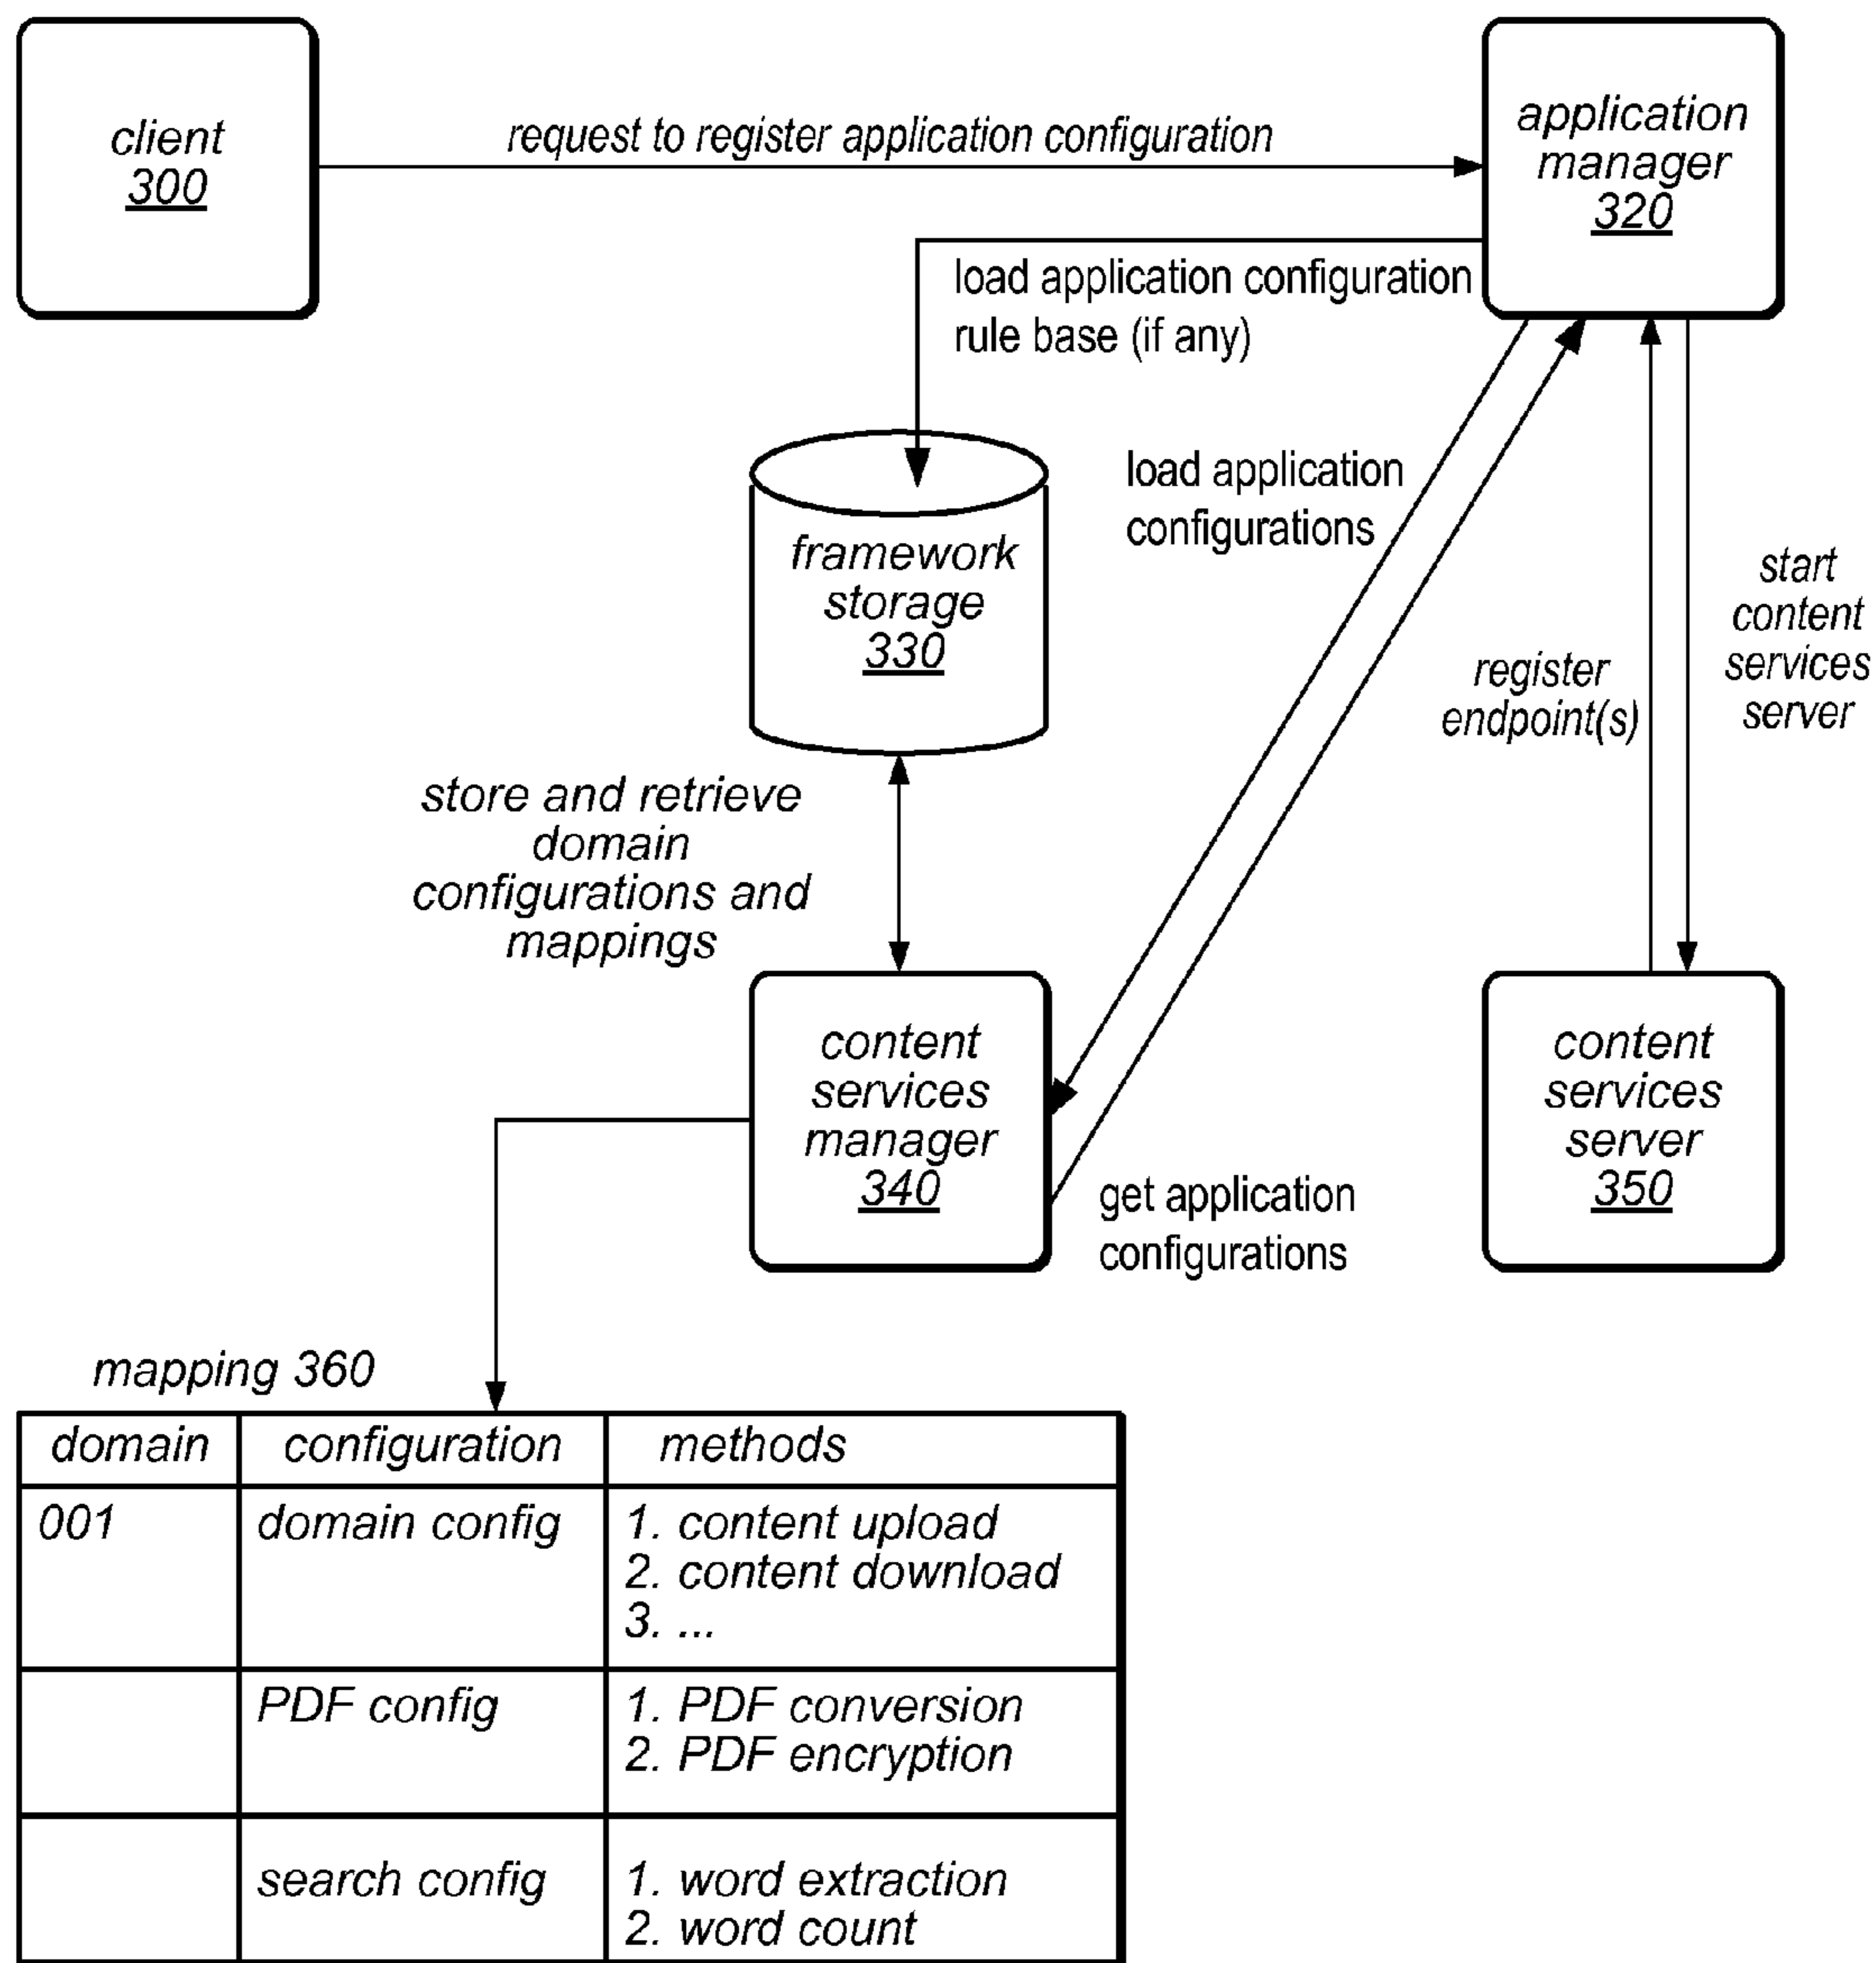 client
300
request to register application configuration
application
manager
320
load application configuration
rule base (if any)
load application
configurations
framework
storage
330
start
content
services
server
register
endpoint(s)
store and retrieve
domain
configurations and
mappings
content
services
manager
340
get application
configurations
content
services
server
350
mapping 360
domain configuration methods
001 domain config 1. content upload
2. content download
3. ...
PDF config 1. PDF conversion
2. PDF encryption
search config 1. word extraction
2. word count